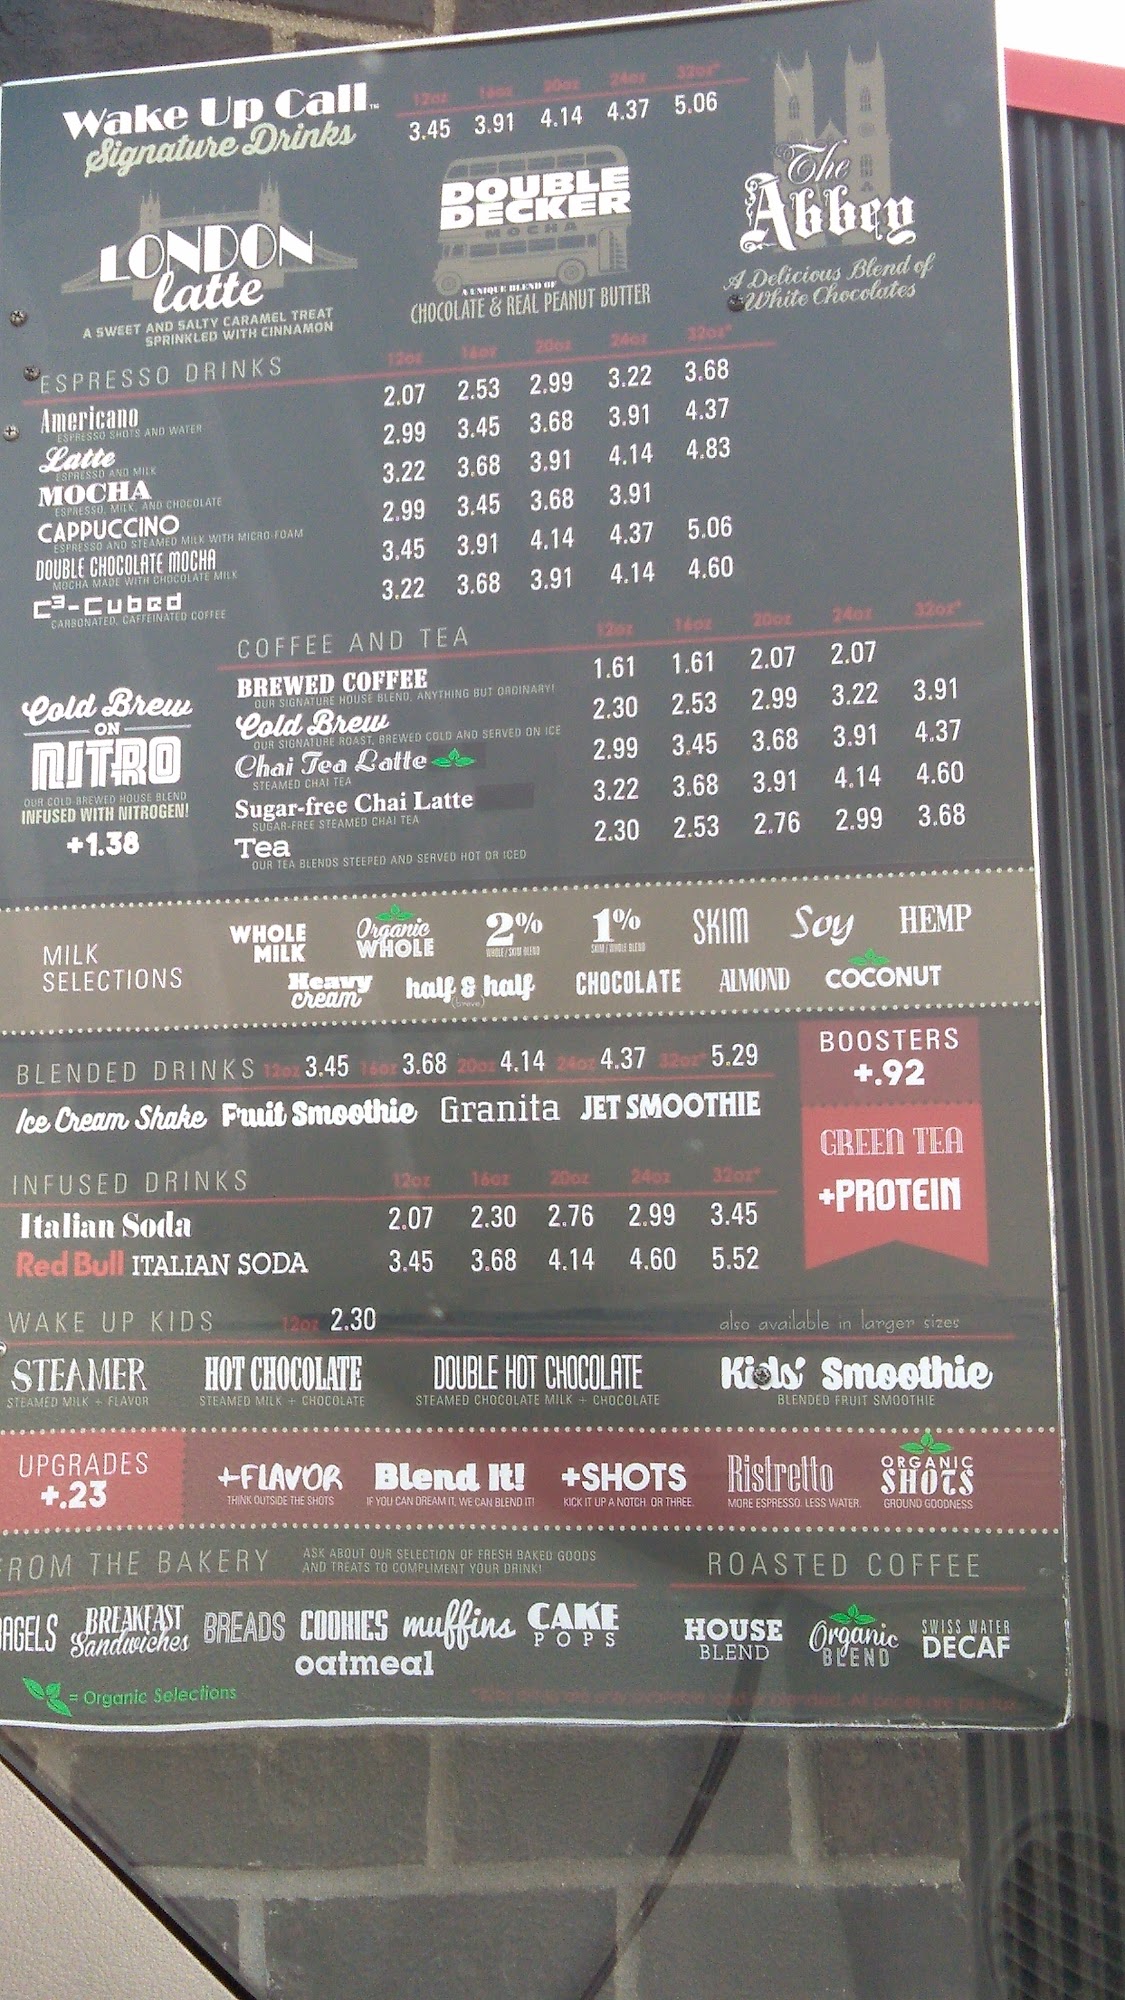 Wake Up Call™ 12oz 16oz 20oz 24oz 32oz*
Signature Drinks 3.45 3.91 4.14 4.37 5.06
LONDON
latte
A SWEET AND SALTY CARAMEL TREAT
SPRINKLED WITH CINNAMON
DOUBLE
DECKER
MOCHA
A UNIQUE BLEND OF
CHOCOLATE & REAL PEANUT BUTTER
The
Abbey
A Delicious Blend of
White Chocolates
ESPRESSO DRINKS 12oz 16oz 20oz 24oz 32oz*
Americano 2.07 2.53 2.99 3.22 3.68
ESPRESSO SHOTS AND WATER
Latte 2.99 3.45 3.68 3.91 4.37
ESPRESSO AND MILK
MOCHA 3.22 3.68 3.91 4.14 4.83
ESPRESSO, MILK, AND CHOCOLATE
CAPPUCCINO 2.99 3.45 3.68 3.91
ESPRESSO AND STEAMED MILK WITH MICRO-FOAM
DOUBLE CHOCOLATE MOCHA 3.45 3.91 4.14 4.37 5.06
MOCHA MADE WITH CHOCOLATE MILK
C³-Cubed 3.22 3.68 3.91 4.14 4.60
CARBONATED, CAFFEINATED COFFEE
COFFEE AND TEA 12oz 16oz 20oz 24oz 32oz*
BREWED COFFEE 1.61 1.61 2.07 2.07
OUR SIGNATURE HOUSE BLEND, ANYTHING BUT ORDINARY!
Cold Brew 2.30 2.53 2.99 3.22 3.91
OUR SIGNATURE ROAST, BREWED COLD AND SERVED ON ICE
Chai Tea Latte 2.99 3.45 3.68 3.91 4.37
STEAMED CHAI TEA
Sugar-free Chai Latte 3.22 3.68 3.91 4.14 4.60
SUGAR-FREE STEAMED CHAI TEA
Tea 2.30 2.53 2.76 2.99 3.68
OUR TEA BLENDS STEEPED AND SERVED HOT OR ICED
Cold Brew
ON
NITRO
OUR COLD BREWED HOUSE BLEND
INFUSED WITH NITROGEN!
+1.38
MILK
SELECTIONS
WHOLE
MILK
Organic
WHOLE
2%
WHOLE / SKIM BLEND
1%
SKIM / WHOLE BLEND
SKIM
Soy
HEMP
Heavy
cream
half & half
(breve)
CHOCOLATE
ALMOND
COCONUT
BLENDED DRINKS 12oz 3.45 16oz 3.68 20oz 4.14 24oz 4.37 32oz* 5.29
Ice Cream Shake Fruit Smoothie Granita JET SMOOTHIE
BOOSTERS
+.92
GREEN TEA
+PROTEIN
INFUSED DRINKS 12oz 16oz 20oz 24oz 32oz*
Italian Soda 2.07 2.30 2.76 2.99 3.45
Red Bull ITALIAN SODA 3.45 3.68 4.14 4.60 5.52
WAKE UP KIDS 12oz 2.30 also available in larger sizes
STEAMER
STEAMED MILK + FLAVOR
HOT CHOCOLATE
STEAMED MILK + CHOCOLATE
DOUBLE HOT CHOCOLATE
STEAMED CHOCOLATE MILK + CHOCOLATE
Kids' Smoothie
BLENDED FRUIT SMOOTHIE
UPGRADES
+.23
+FLAVOR
THINK OUTSIDE THE SHOTS
Blend It!
IF YOU CAN DREAM IT, WE CAN BLEND IT!
+SHOTS
KICK IT UP A NOTCH. OR THREE.
Ristretto
MORE ESPRESSO. LESS WATER.
ORGANIC
SHOTS
GROUND GOODNESS
ROM THE BAKERY
ASK ABOUT OUR SELECTION OF FRESH BAKED GOODS
AND TREATS TO COMPLIMENT YOUR DRINK!
AGELS
BREAKFAST
Sandwiches
BREADS
COOKIES
muffins
CAKE
POPS
oatmeal
ROASTED COFFEE
HOUSE
BLEND
Organic
BLEND
SWISS WATER
DECAF
= Organic Selections
All prices are plus tax